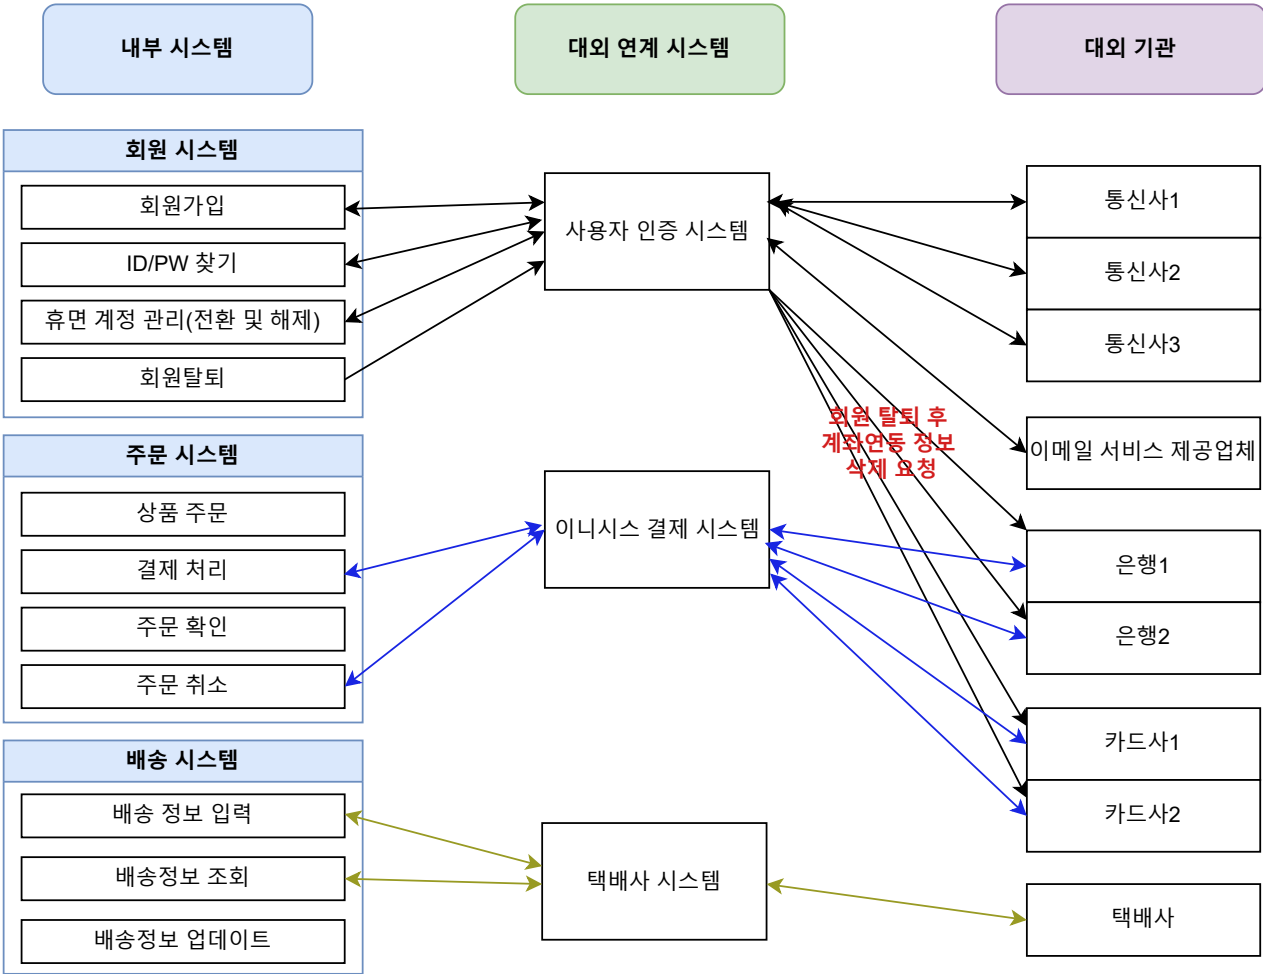 내부 시스템
대외 연계 시스템
대외 기관
회원 시스템
회원가입
ID/PW 찾기
휴면 계정 관리(전환 및 해제)
회원탈퇴
사용자 인증 시스템
통신사1
통신사2
통신사3
회원 탈퇴 후
계좌연동 정보
삭제 요청
이메일 서비스 제공업체
주문 시스템
상품 주문
결제 처리
주문 확인
주문 취소
이니시스 결제 시스템
은행1
은행2
카드사1
카드사2
배송 시스템
배송 정보 입력
배송정보 조회
배송정보 업데이트
택배사 시스템
택배사